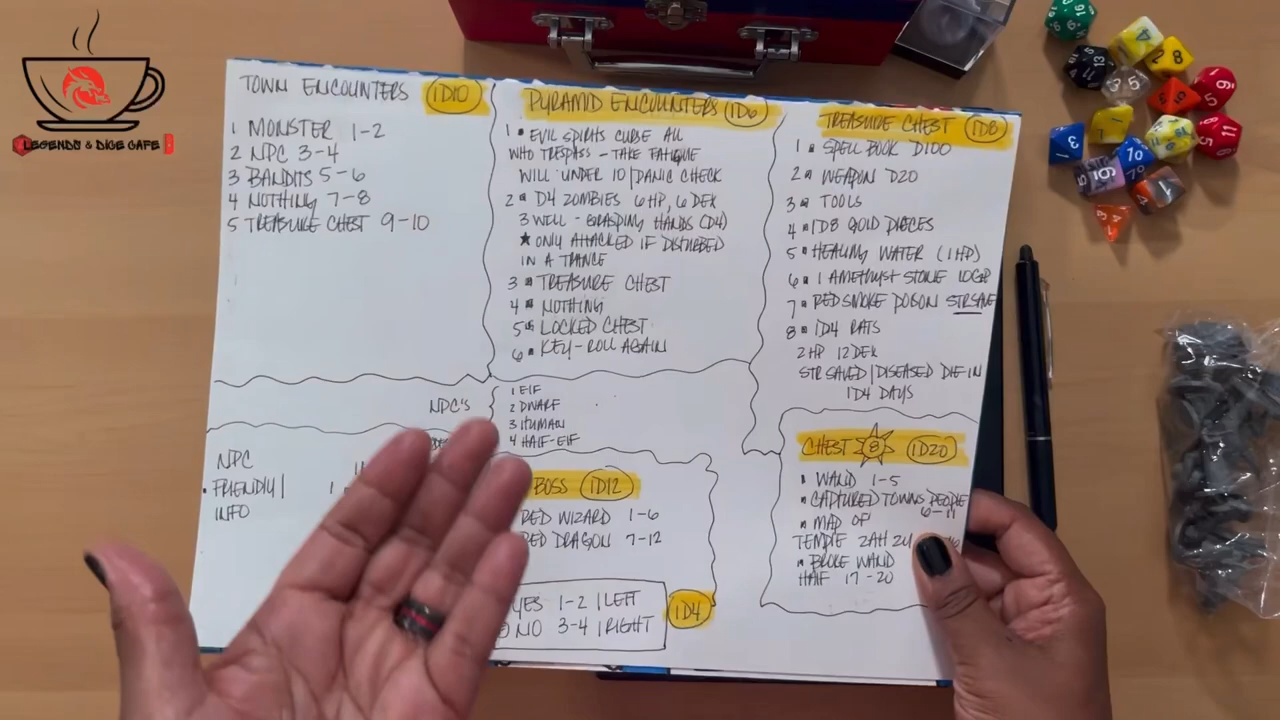 LEGENDS & DICE CAFE
TOWN ENCOUNTERS 1D10
1 MONSTER 1-2
2 NPC 3-4
3 BANDITS 5-6
4 NOTHING 7-8
5 TREASURE CHEST 9-10
PYRAMID ENCOUNTERS 1D6
1 EVIL SPIRITS CURSE ALL
WHO TRESPASS - TAKE FATIGUE
WILL UNDER 10 | PANIC CHECK
2 D4 ZOMBIES 6HP, 6 DEX
3 WILL - GRASPING HANDS (D4)
★ ONLY ATTACKED IF DISTURBED
IN A TRANCE
3 TREASURE CHEST
4 NOTHING
5 LOCKED CHEST
6 KEY - ROLL AGAIN
TREASURE CHEST 1D8
1 SPELL BOOK D100
2 WEAPON D20
3 TOOLS
4 1D8 GOLD PIECES
5 HEALING WATER (1HP)
6 1 AMETHYST STONE 10GP
7 RED SMOKE POISON STR SAVE
8 1D4 RATS
2HP 12 DEX
STR SAVED | DISEASED DIE IN
1D4 DAYS
NPC'S
1 ELF
2 DWARF
3 HUMAN
4 HALF-ELF
NPC
FRIENDLY |
INFO
BOSS 1D12
RED WIZARD 1-6
RED DRAGON 7-12
YES 1-2 | LEFT
NO 3-4 | RIGHT
1D4
CHEST 8 1D20
WAND 1-5
CAPTURED TOWNS PEOPLE
6-11
MAP OF
TEMPLE
BROKE WAND
HALF 17-20